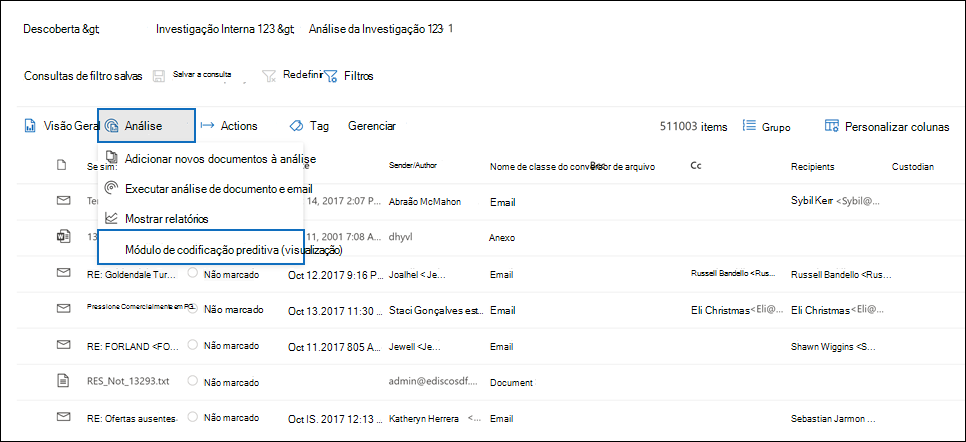 Descoberta &gt; Investigação Interna 123 &gt; Análise da Investigação 123- 1
Consultas de filtro salvas Salvar a consulta Redefinir Filtros
Visão Geral Análise Actions Tag Gerenciar 511003 items Grupo Personalizar colunas
Se sim: Sender/Author Nome de classe do conversor de arquivo Cc Recipients Custodian
Adicionar novos documentos à análise
Executar análise de documento e email
Mostrar relatórios
Módulo de codificação preditiva (visualização)
14, 2017 2:07 P... Abraão McMahon Email Sybil Kerr <Sybil@...
13 11, 2001 7:08 A... dhyvl Anexo
RE: Goldendale Tur... Não marcado Oct 12.2017 9:16 P... Joalhel <Je... Email Russell Bandello <Rus... Russell Bandello <Rus...
Pressione Comercialmente em PG. Não marcado Oct 13.2017 11:30 ... Staci Gonçalves est... Email Eli Christmas <Eli@... Eli Christmas <Eli@...
RE: FORLAND <FO... Não marcado Oct 11.2017 805 A... Jewell <Je... Email Shawn Wiggins <S...
RES_Not_13293.txt Não marcado admin@ediscosdf.... Document
RE: Ofertas ausentes- Não marcado Oct IS. 2017 12:13 ... Katheryn Herrera <... Email Sebastian Jarmon ...